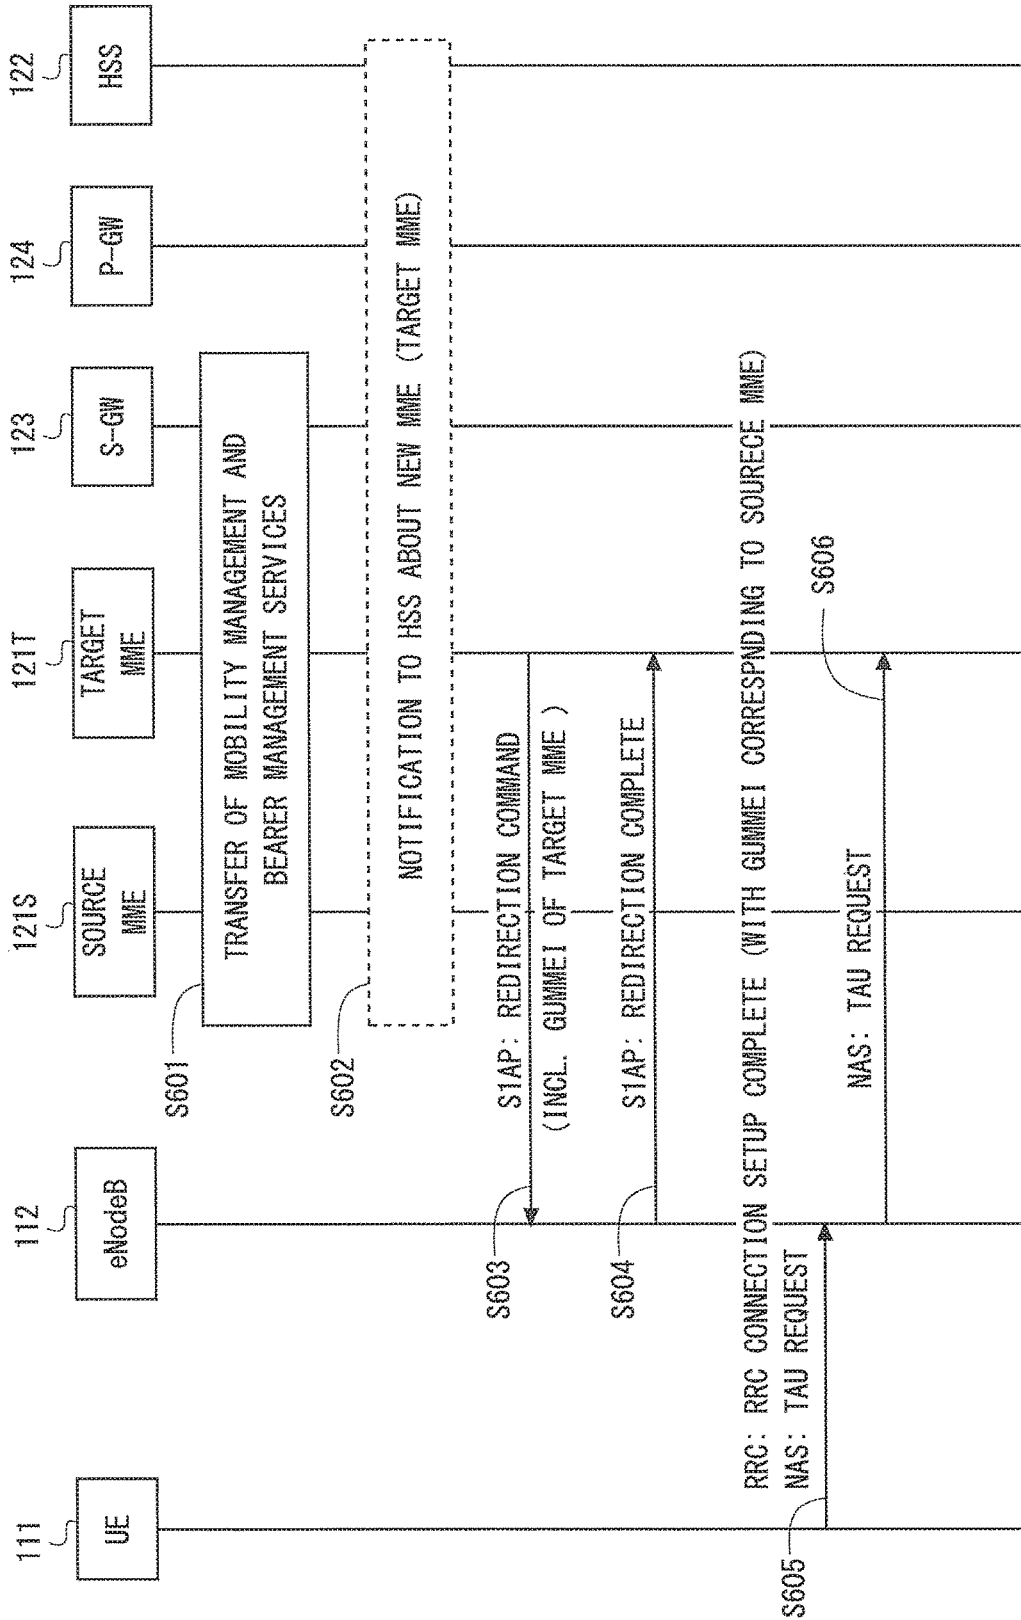 111
UE
112
eNodeB
121S
SOURCE
MME
121T
TARGET
MME
123
S-GW
124
P-GW
122
HSS
S601
TRANSFER OF MOBILITY MANAGEMENT AND
BEARER MANAGEMENT SERVICES
S602
NOTIFICATION TO HSS ABOUT NEW MME (TARGET MME)
S603
S1AP: REDIRECTION COMMAND
(INCL. GUMMEI OF TARGET MME )
S604
S1AP: REDIRECTION COMPLETE
RRC: RRC CONNECTION SETUP COMPLETE (WITH GUMMEI CORRESPNDING TO SOURECE MME)
NAS: TAU REQUEST
S605
NAS: TAU REQUEST
S606